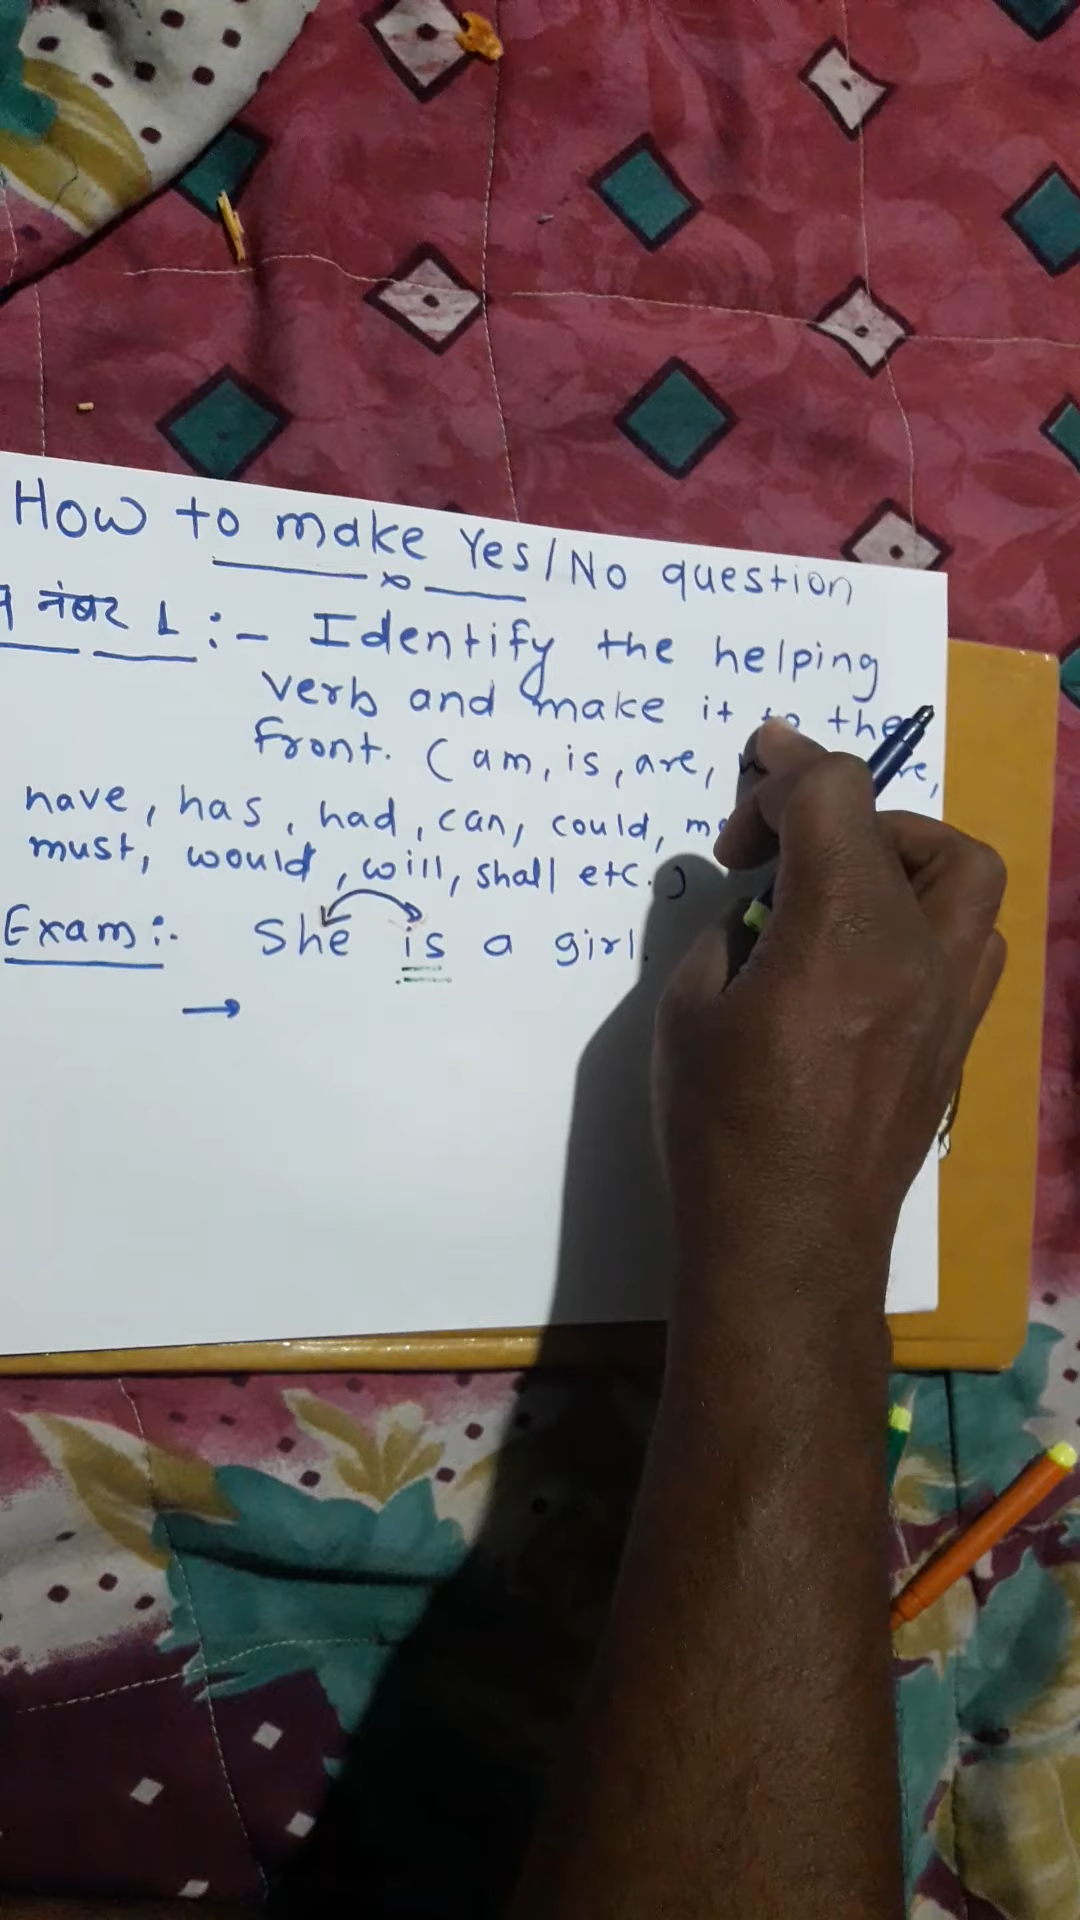 How to make Yes/No question
नंबर 1 :- Identify the helping
verb and make it to the
front. (am, is, are,
have, has, had, can, could,
must, would, will, shall etc.)
Exam:- She is a girl.
→